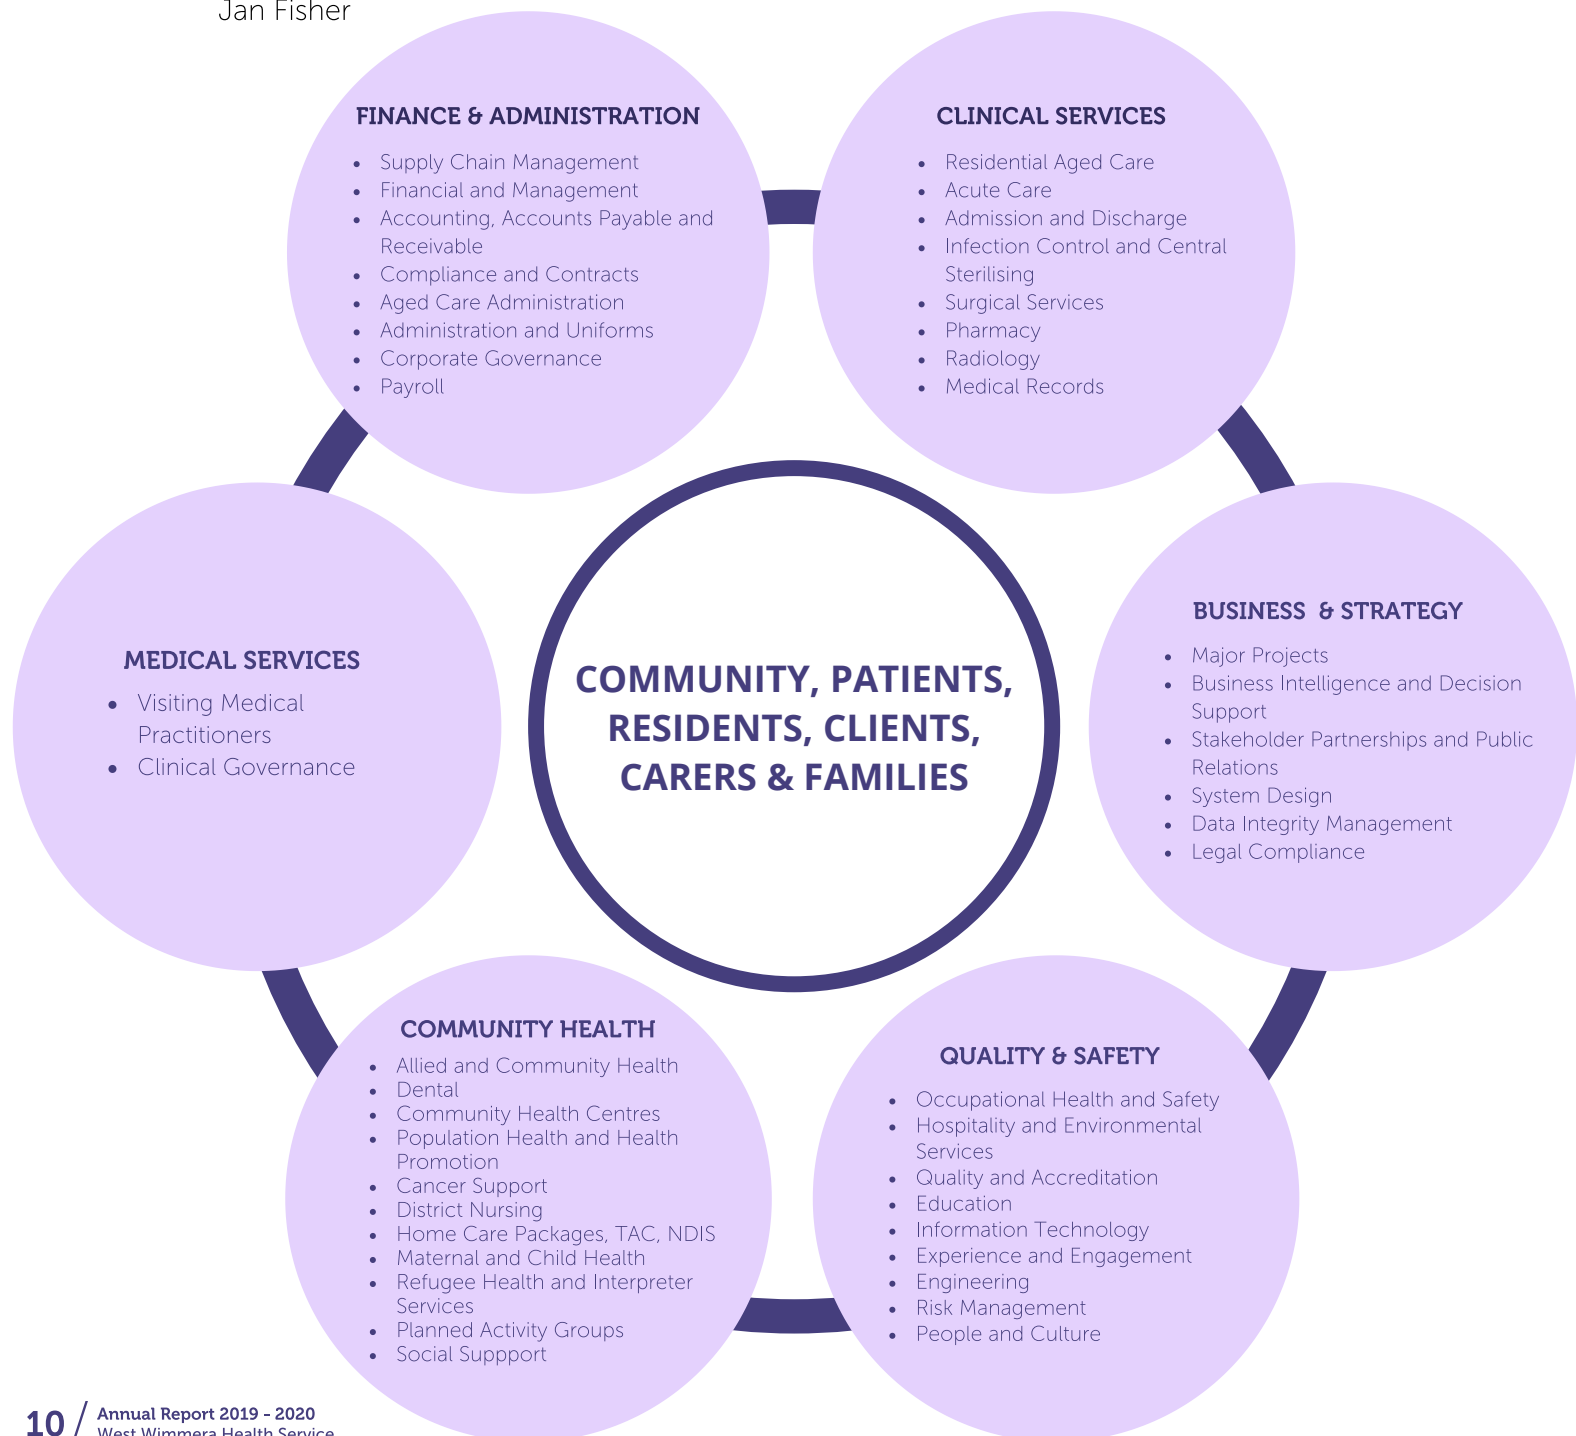 Jan Fisher
FINANCE & ADMINISTRATION
• Supply Chain Management
• Financial and Management
• Accounting, Accounts Payable and
Receivable
• Compliance and Contracts
• Aged Care Administration
• Administration and Uniforms
• Corporate Governance
• Payroll
CLINICAL SERVICES
• Residential Aged Care
• Acute Care
• Admission and Discharge
• Infection Control and Central
Sterilising
• Surgical Services
• Pharmacy
• Radiology
• Medical Records
MEDICAL SERVICES
• Visiting Medical
Practitioners
• Clinical Governance
COMMUNITY, PATIENTS,
RESIDENTS, CLIENTS,
CARERS & FAMILIES
BUSINESS & STRATEGY
• Major Projects
• Business Intelligence and Decision
Support
• Stakeholder Partnerships and Public
Relations
• System Design
• Data Integrity Management
• Legal Compliance
COMMUNITY HEALTH
• Allied and Community Health
• Dental
• Community Health Centres
• Population Health and Health
Promotion
• Cancer Support
• District Nursing
• Home Care Packages, TAC, NDIS
• Maternal and Child Health
• Refugee Health and Interpreter
Services
• Planned Activity Groups
• Social Suppport
QUALITY & SAFETY
• Occupational Health and Safety
• Hospitality and Environmental
Services
• Quality and Accreditation
• Education
• Information Technology
• Experience and Engagement
• Engineering
• Risk Management
• People and Culture
10 / Annual Report 2019 - 2020
West Wimmera Health Service